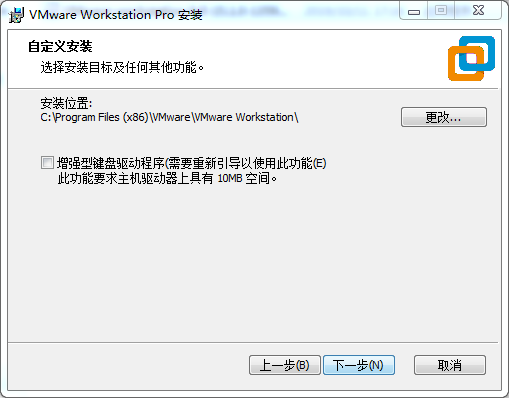 VMware Workstation Pro 安装
自定义安装
选择安装目标及任何其他功能。
安装位置:
C:\Program Files (x86)\VMware\VMware Workstation\
更改...
增强型键盘驱动程序(需要重新引导以使用此功能(E)
此功能要求主机驱动器上具有 10MB 空间。
上一步(B)
下一步(N)
取消